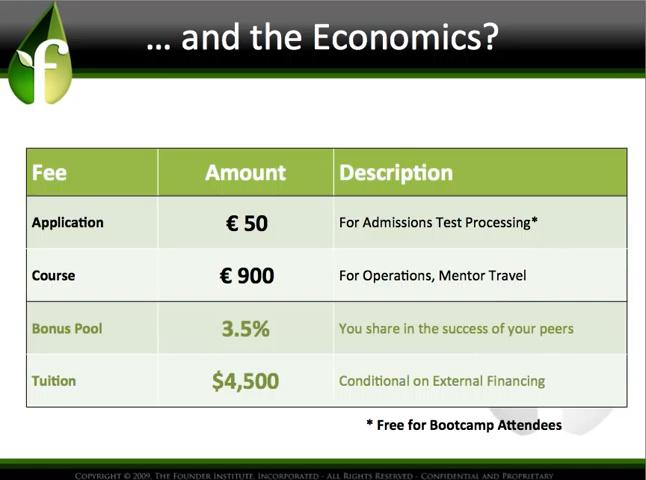 f
... and the Economics?
Fee Amount Description
Application € 50 For Admissions Test Processing*
Course € 900 For Operations, Mentor Travel
Bonus Pool 3.5% You share in the success of your peers
Tuition $4,500 Conditional on External Financing
* Free for Bootcamp Attendees
Copyright © 2009, The Founder Institute, Incorporated - All Rights Reserved - Confidential and Proprietary